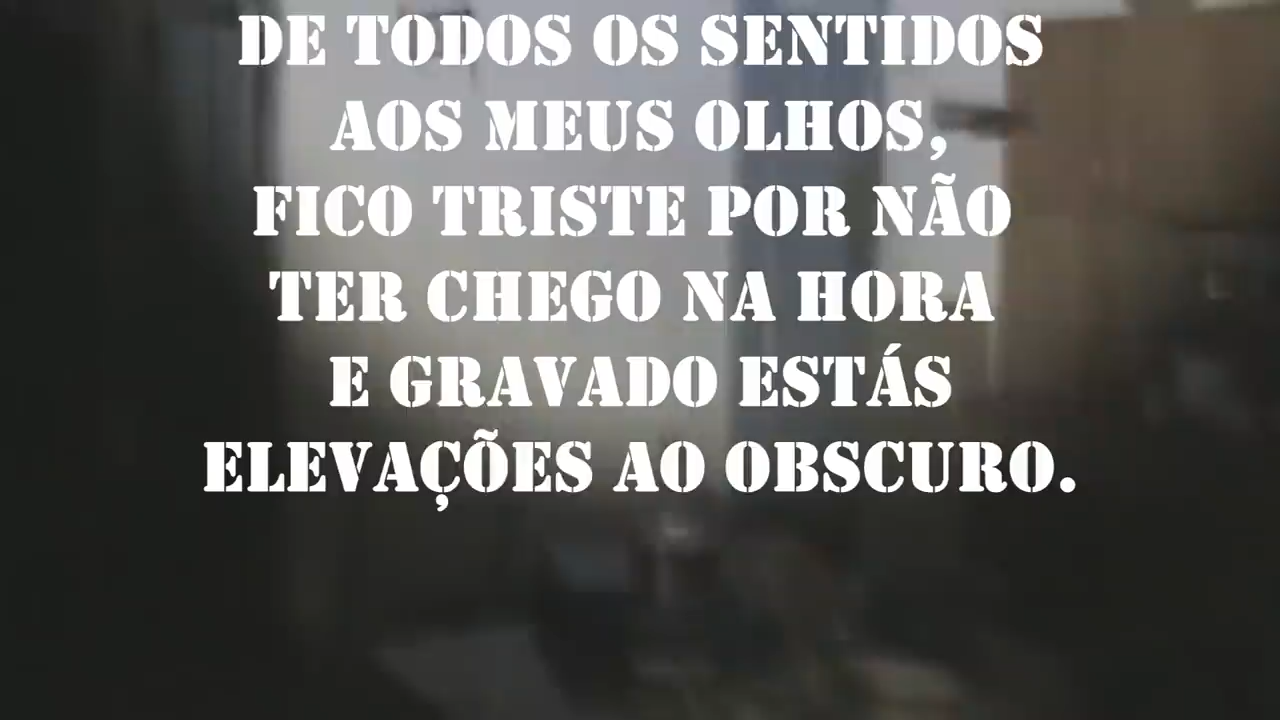 DE TODOS OS SENTIDOS
AOS MEUS OLHOS,
FICO TRISTE POR NÃO
TER CHEGO NA HORA
E GRAVADO ESTÁS
ELEVAÇÕES AO OBSCURO.